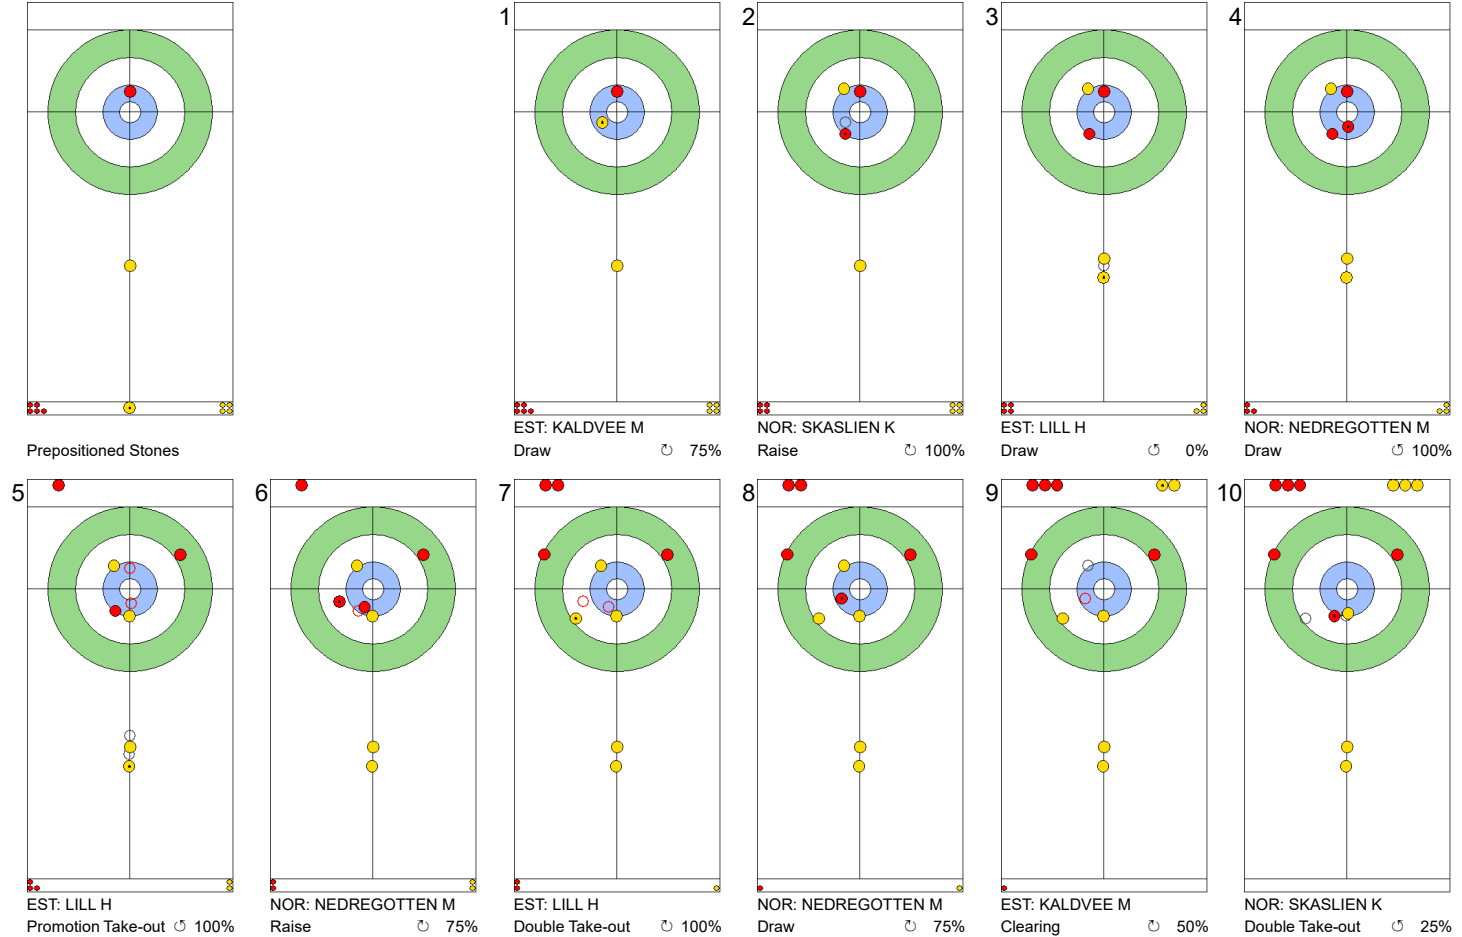 1
2
3
4
Prepositioned Stones
EST: KALDVEE M
Draw 75%
NOR: SKASLIEN K
Raise 100%
EST: LILL H
Draw 0%
NOR: NEDREGOTTEN M
Draw 100%
5
6
7
8
9
10
EST: LILL H
Promotion Take-out 100%
NOR: NEDREGOTTEN M
Raise 75%
EST: LILL H
Double Take-out 100%
NOR: NEDREGOTTEN M
Draw 75%
EST: KALDVEE M
Clearing 50%
NOR: SKASLIEN K
Double Take-out 25%